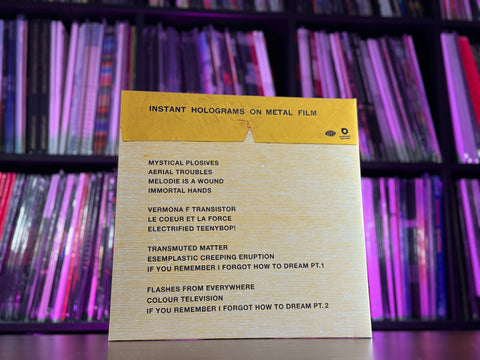 INSTANT HOLOGRAMS ON METAL FILM
MYSTICAL PLOSIVES
AERIAL TROUBLES
MELODIE IS A WOUND
IMMORTAL HANDS
VERMONA F TRANSISTOR
LE COEUR ET LA FORCE
ELECTRIFIED TEENYBOP!
TRANSMUTED MATTER
ESEMPLASTIC CREEPING ERUPTION
IF YOU REMEMBER I FORGOT HOW TO DREAM PT.1
FLASHES FROM EVERYWHERE
COLOUR TELEVISION
IF YOU REMEMBER I FORGOT HOW TO DREAM PT.2